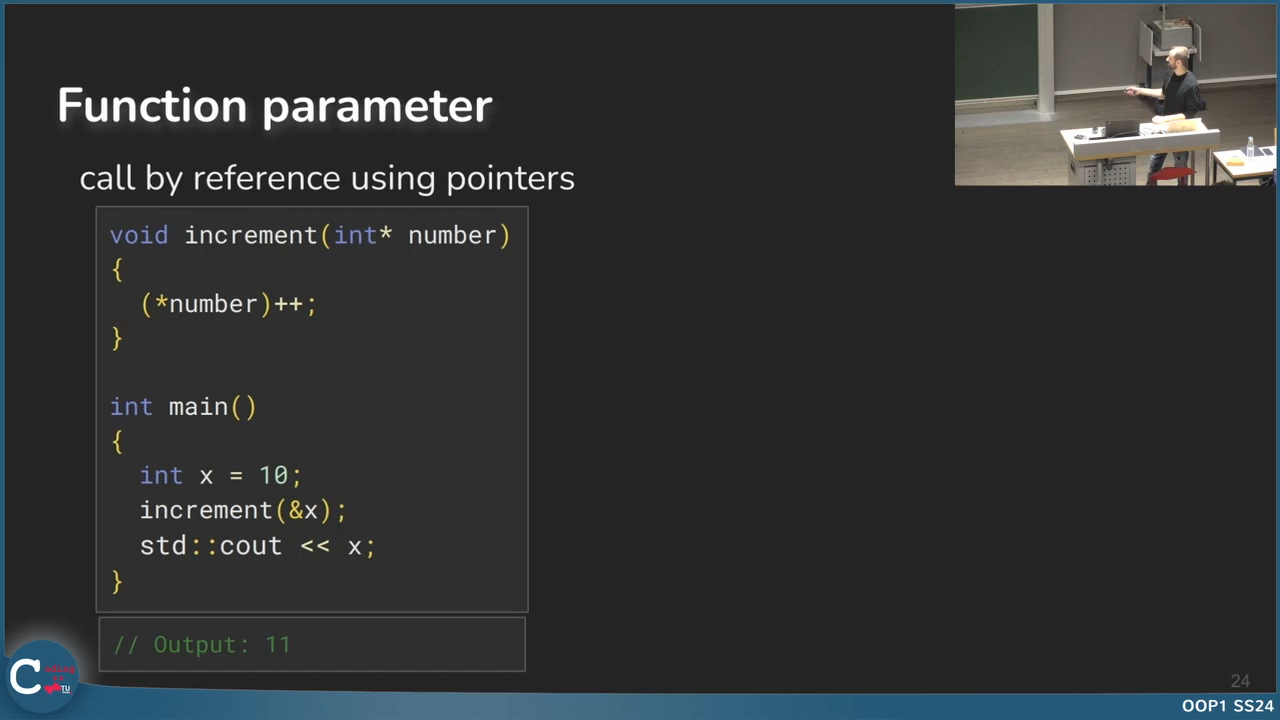 Function parameter
call by reference using pointers
void increment(int* number)
{
(*number)++;
}
int main()
{
int x = 10;
increment(&x);
std::cout << x;
}
// Output: 11
C
TU
24
OOP1 SS24